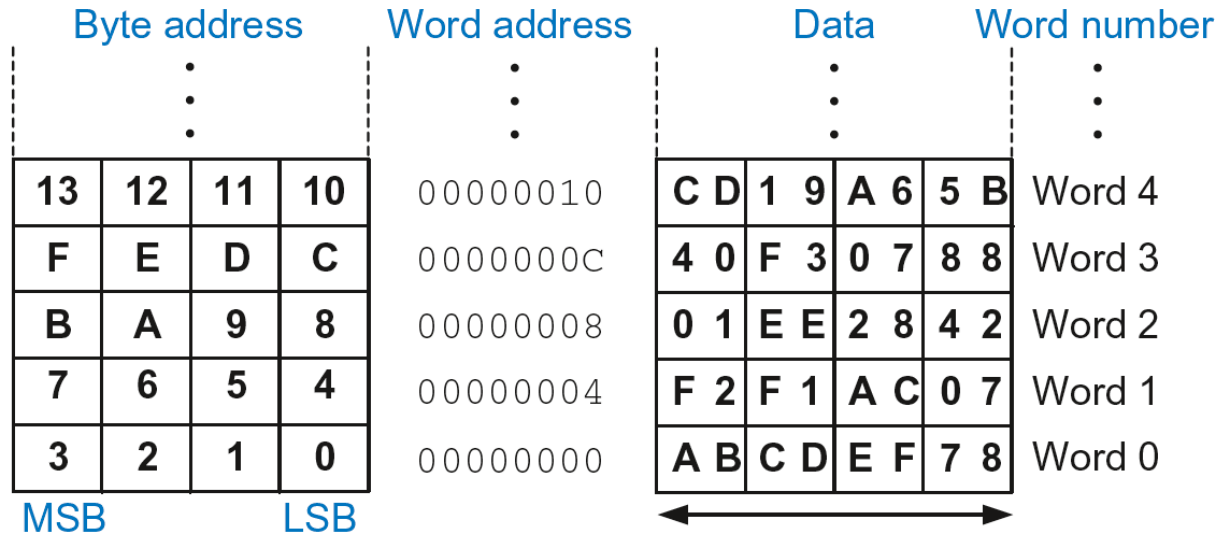 Byte address Word address Data Word number
13 12 11 10 00000010 C D 1 9 A 6 5 B Word 4
F E D C 0000000C 4 0 F 3 0 7 8 8 Word 3
B A 9 8 00000008 0 1 E E 2 8 4 2 Word 2
7 6 5 4 00000004 F 2 F 1 A C 0 7 Word 1
3 2 1 0 00000000 A B C D E F 7 8 Word 0
MSB LSB